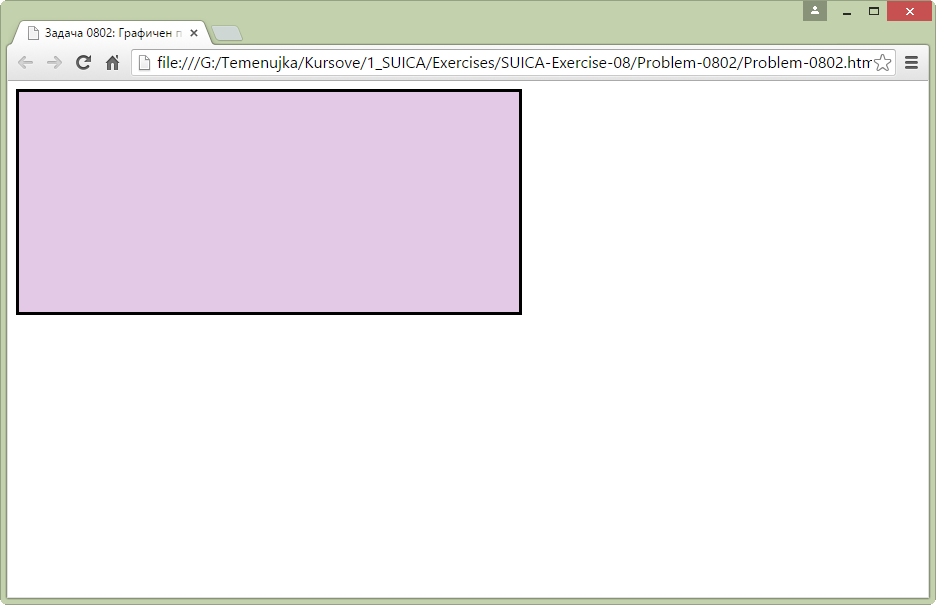 Задача 0802: Графичен п
file:///G:/Temenujka/Kursove/1_SUICA/Exercises/SUICA-Exercise-08/Problem-0802/Problem-0802.htm